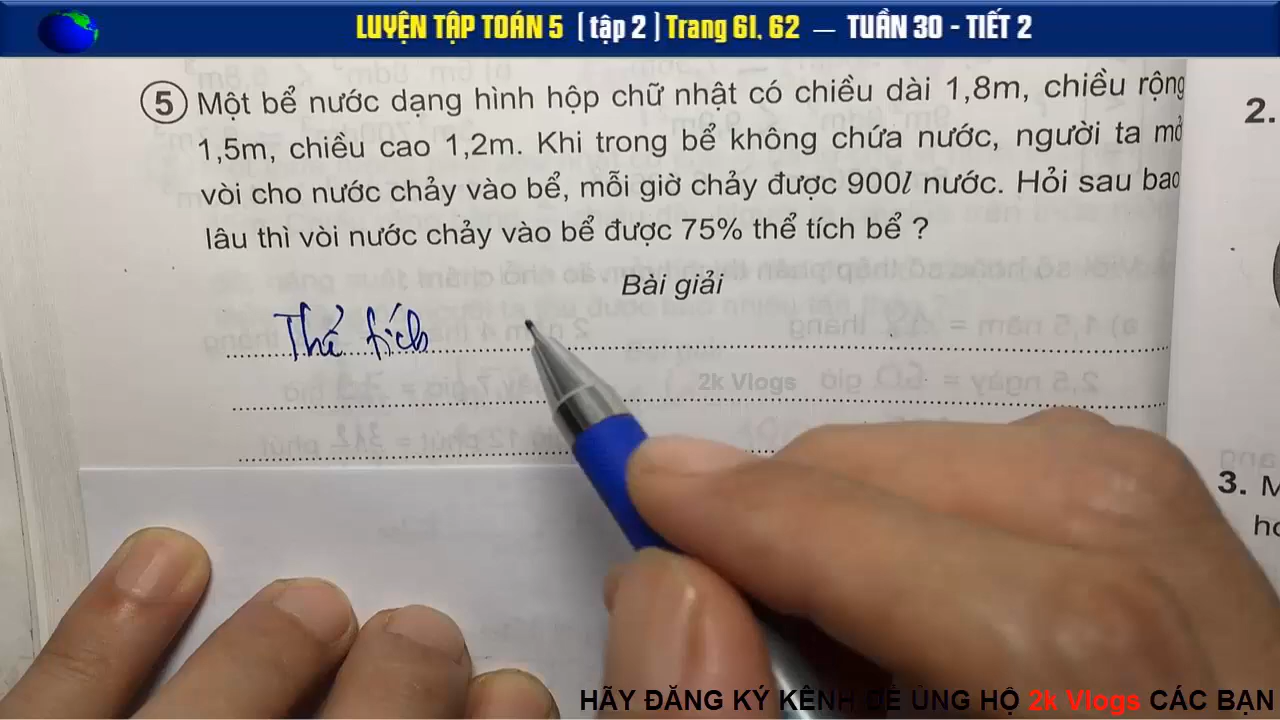 LUYỆN TẬP TOÁN 5 ( tập 2 ) Trang 61, 62 – TUẦN 30 - TIẾT 2
5 Một bể nước dạng hình hộp chữ nhật có chiều dài 1,8m, chiều rộng
1,5m, chiều cao 1,2m. Khi trong bể không chứa nước, người ta mở
vòi cho nước chảy vào bể, mỗi giờ chảy được 900l nước. Hỏi sau bao
lâu thì vòi nước chảy vào bể được 75% thể tích bể ?
Bài giải
Thể tích
2k Vlogs
2.
3. M
HÃY ĐĂNG KÝ KÊNH ĐỂ ỦNG HỘ 2k Vlogs CÁC BẠN